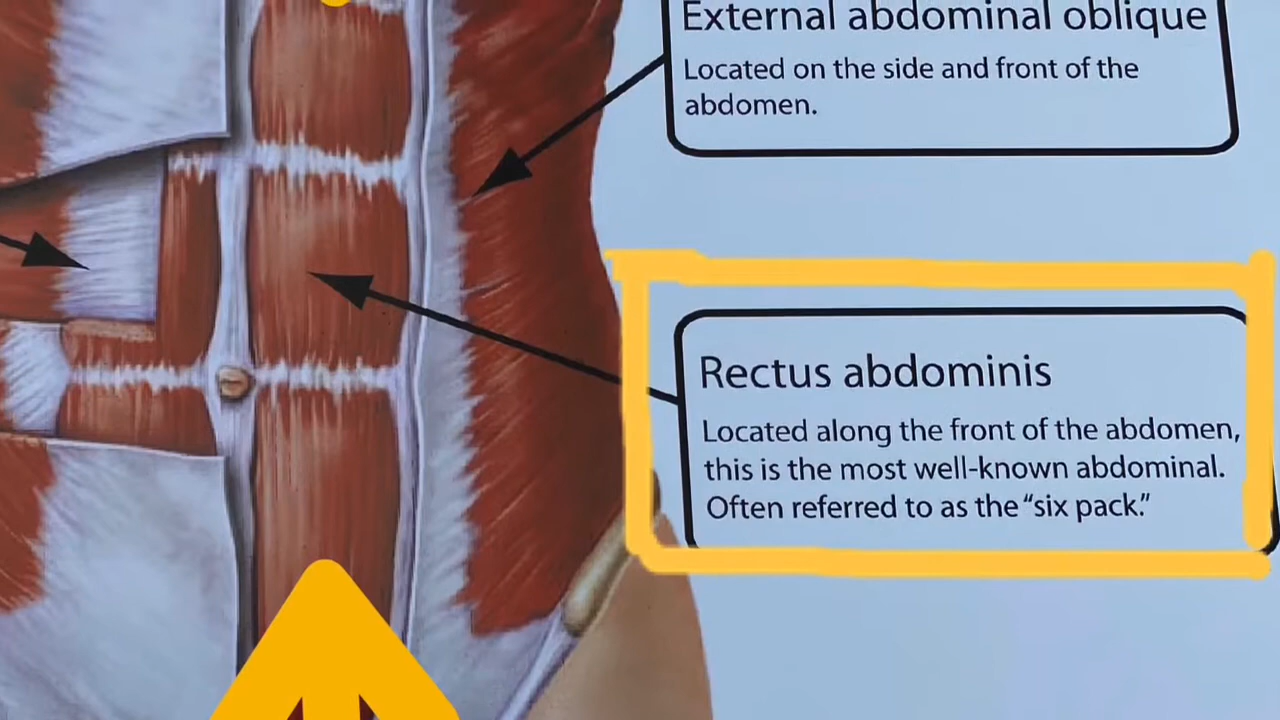 External abdominal oblique
Located on the side and front of the
abdomen.
Rectus abdominis
Located along the front of the abdomen,
this is the most well-known abdominal.
Often referred to as the “six pack.”